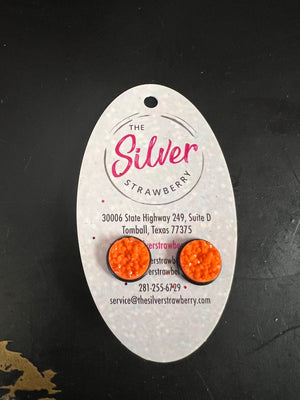 THE
Silver
STRAWBERRY
30006 State Highway 249, Suite D
Tomball, Texas 77375
281-255-6729
service@thesilverstrawberry.com